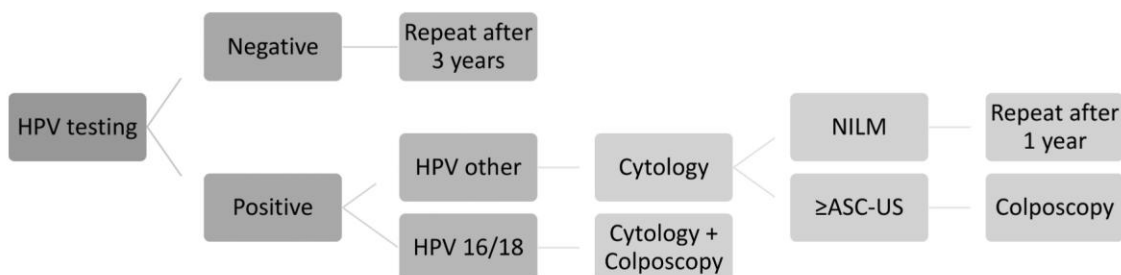 HPV testing
Negative
Repeat after
3 years
Positive
HPV other
Cytology
NILM
Repeat after
1 year
≥ASC-US
Colposcopy
HPV 16/18
Cytology +
Colposcopy